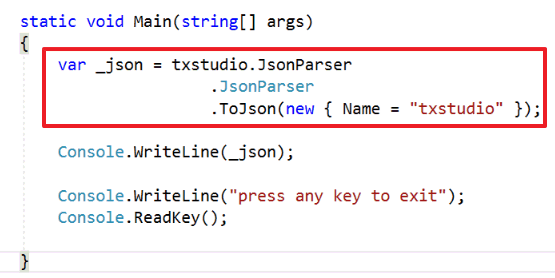 static void Main(string[] args)
{
var _json = txstudio.JsonParser
.JsonParser
.ToJson(new { Name = "txstudio" });
Console.WriteLine(_json);
Console.WriteLine("press any key to exit");
Console.ReadKey();
}